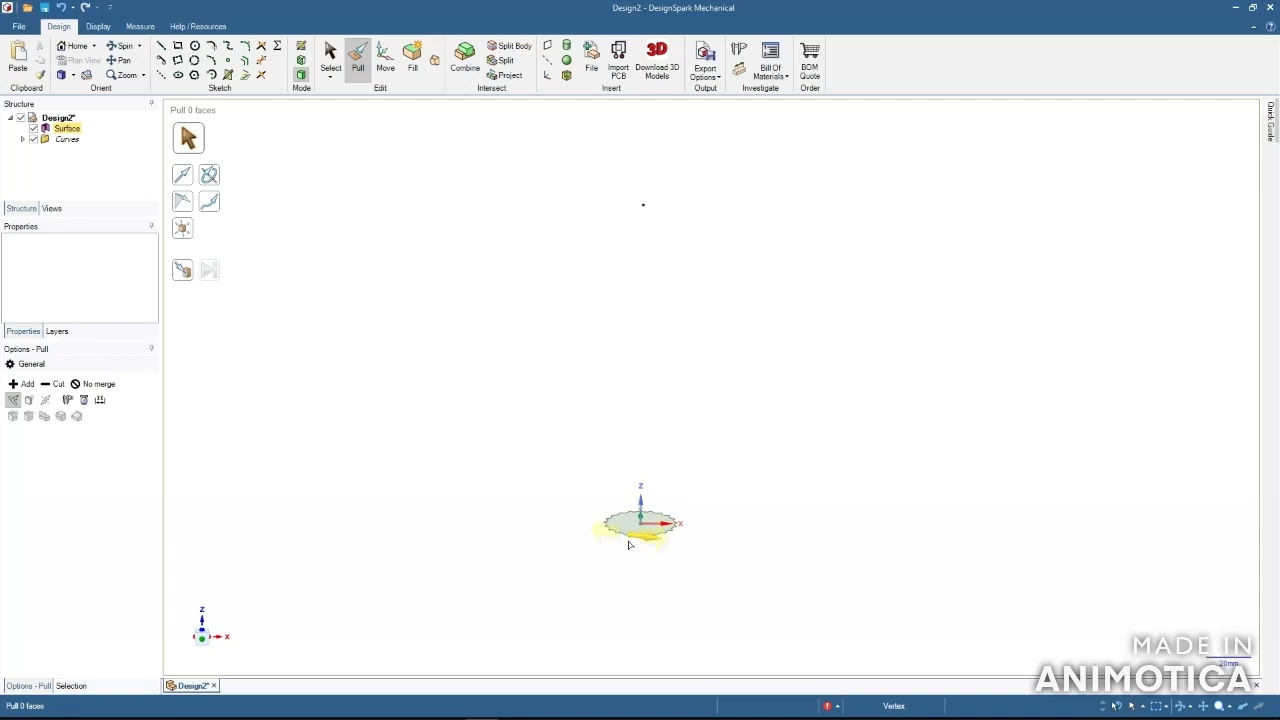 Design2 - DesignSpark Mechanical
File Design Display Measure Help / Resources
Paste
Home Spin
Plan View Pan
Zoom
Select Pull Move Fill
Combine
Split Body
Split
Project
File Import PCB Download 3D Models
Export Options
Bill Of Materials
BOM Quote
Clipboard Orient Sketch Mode Edit Intersect Insert Output Investigate Order
Structure
Design2*
Surface
Curves
Structure Views
Properties
Properties Layers
Options - Pull
General
Add Cut No merge
Options - Pull Selection
Pull 0 faces
Quick Guide
Z
X
Z
X
20mm
MADE IN
ANIMOTICA
Design2*
Pull 0 faces
Vertex